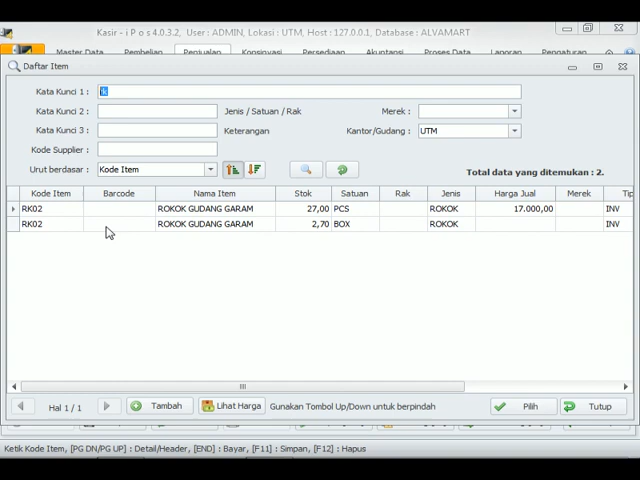 Kasir - i P o s 4.0.3.2, User : ADMIN, Lokasi : UTM, Host : 127.0.0.1, Database : ALVAMART
Master Data Pembelian Penjualan Konsinyasi Persediaan Akuntansi Proses Data Laporan Pengaturan
Daftar Item
Kata Kunci 1 :
Kata Kunci 2 : Jenis / Satuan / Rak Merek :
Kata Kunci 3 : Keterangan Kantor/Gudang : UTM
Kode Supplier :
Urut berdasar : Kode Item Total data yang ditemukan : 2.
Kode Item Barcode Nama Item Stok Satuan Rak Jenis Harga Jual Merek Tip
RK02 ROKOK GUDANG GARAM 27,00 PCS ROKOK 17.000,00 INV
RK02 ROKOK GUDANG GARAM 2,70 BOX ROKOK INV
Hal 1 / 1 Tambah Lihat Harga Gunakan Tombol Up/Down untuk berpindah Pilih Tutup
Ketik Kode Item, [PG DN/PG UP] : Detail/Header, [END] : Bayar, [F11] : Simpan, [F12] : Hapus